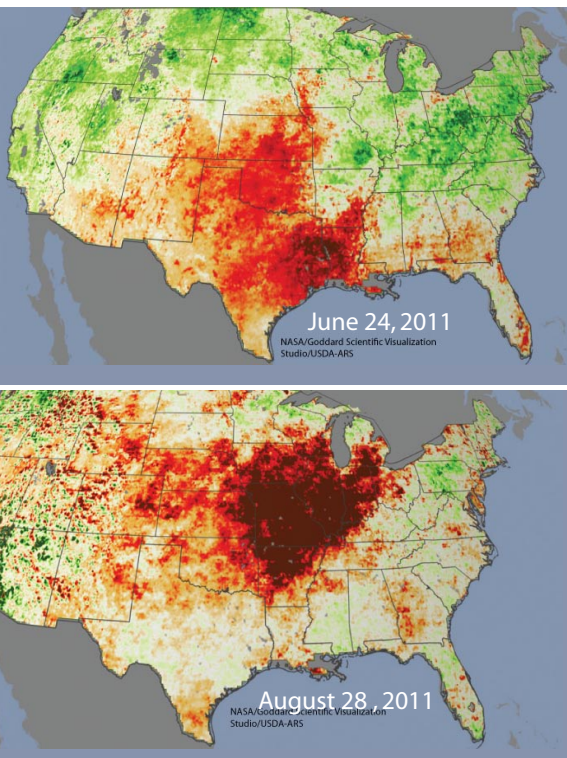 June 24, 2011
NASA/Goddard Scientific Visualization
Studio/USDA-ARS
August 28 , 2011
NASA/Goddard Scientific Visualization
Studio/USDA-ARS